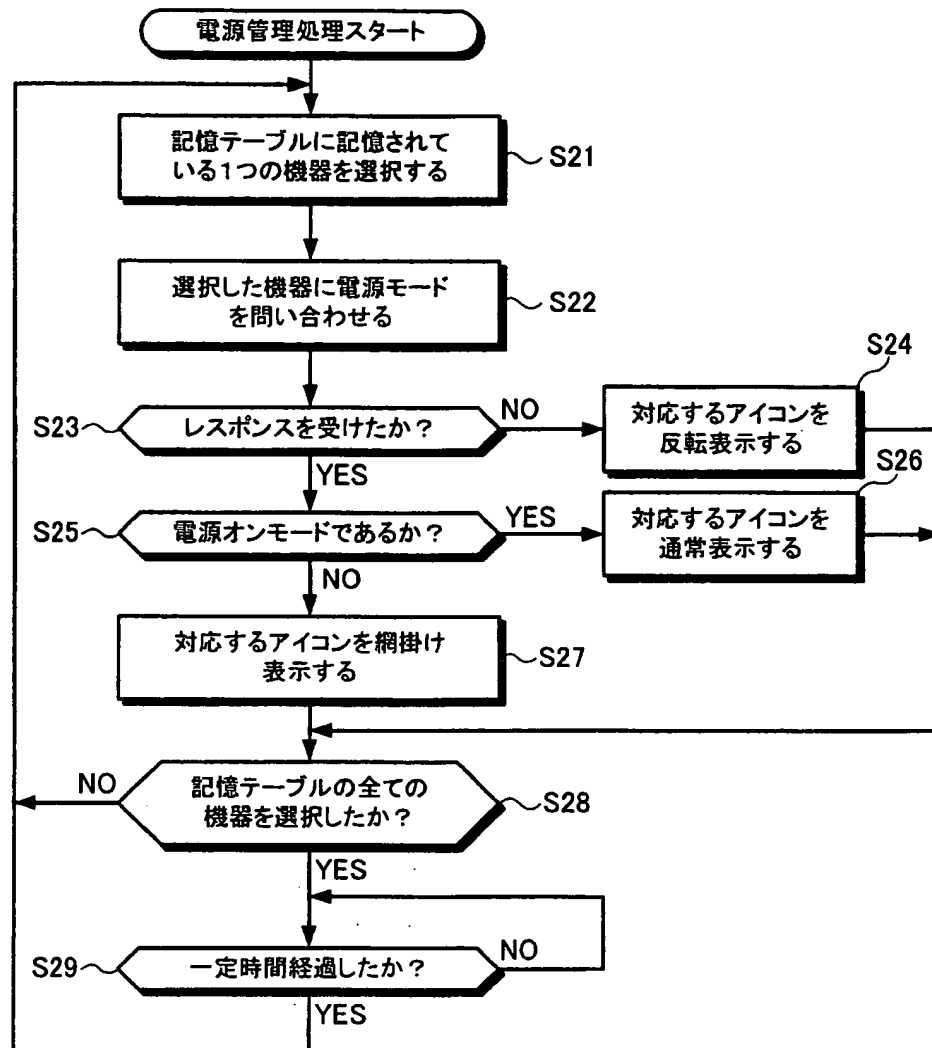 電源管理処理スタート
記憶テーブルに記憶されて
いる1つの機器を選択する
S21
選択した機器に電源モード
を問い合わせる
S22
S23
レスポンスを受けたか?
NO
YES
S24
対応するアイコンを
反転表示する
S25
電源オンモードであるか?
YES
NO
S26
対応するアイコンを
通常表示する
対応するアイコンを網掛け
表示する
S27
NO
記憶テーブルの全ての
機器を選択したか?
S28
YES
S29
一定時間経過したか?
NO
YES